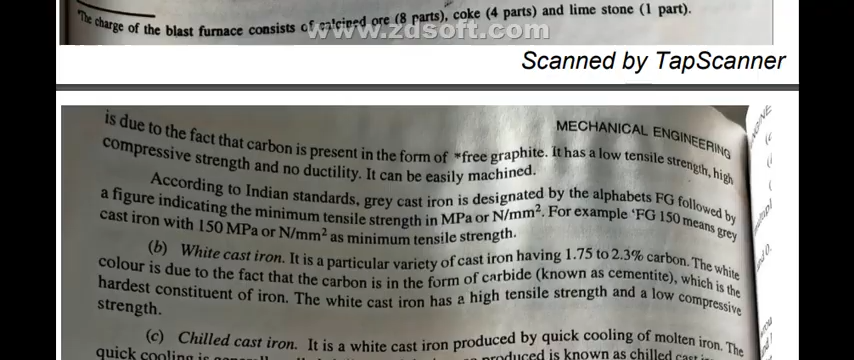 The charge of the blast furnace consists of calcined ore (8 parts), coke (4 parts) and lime stone (1 part).
www.zdsoft.com
Scanned by TapScanner
MECHANICAL ENGINEERING
is due to the fact that carbon is present in the form of *free graphite. It has a low tensile strength, high
compressive strength and no ductility. It can be easily machined.
According to Indian standards, grey cast iron is designated by the alphabets FG followed by
a figure indicating the minimum tensile strength in MPa or N/mm². For example 'FG 150 means grey
cast iron with 150 MPa or N/mm² as minimum tensile strength.
(b) White cast iron. It is a particular variety of cast iron having 1.75 to 2.3% carbon. The white
colour is due to the fact that the carbon is in the form of carbide (known as cementite), which is the
hardest constituent of iron. The white cast iron has a high tensile strength and a low compressive
strength.
(c) Chilled cast iron. It is a white cast iron produced by quick cooling of molten iron. The
quick cooling is produced is known as chilled cast